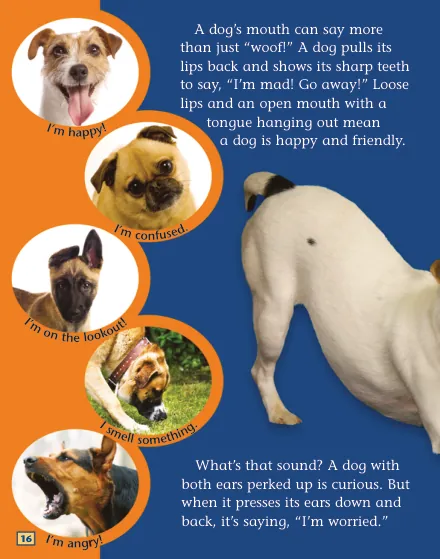 A dog's mouth can say more
than just “woof!” A dog pulls its
lips back and shows its sharp teeth
to say, “I'm mad! Go away!” Loose
lips and an open mouth with a
tongue hanging out mean
a dog is happy and friendly.
I'm happy!
I'm confused.
I'm on the lookout!
I smell something.
I'm angry!
What's that sound? A dog with
both ears perked up is curious. But
when it presses its ears down and
back, it's saying, “I'm worried.”
16